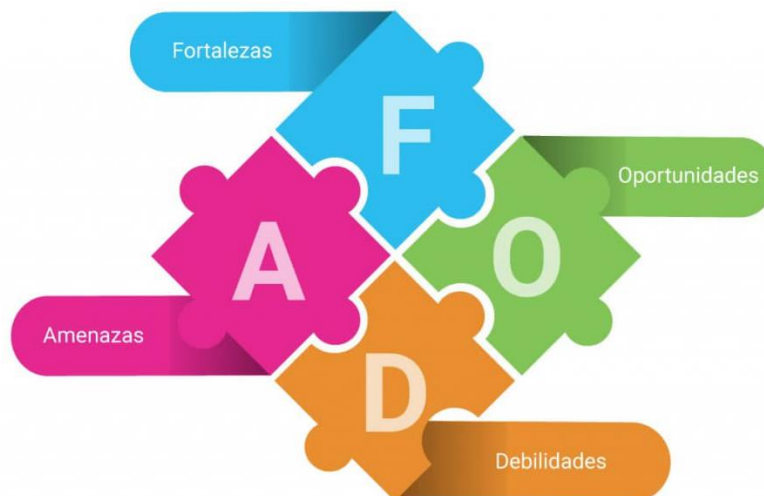 Fortalezas
F
Oportunidades
A
O
Amenazas
D
Debilidades